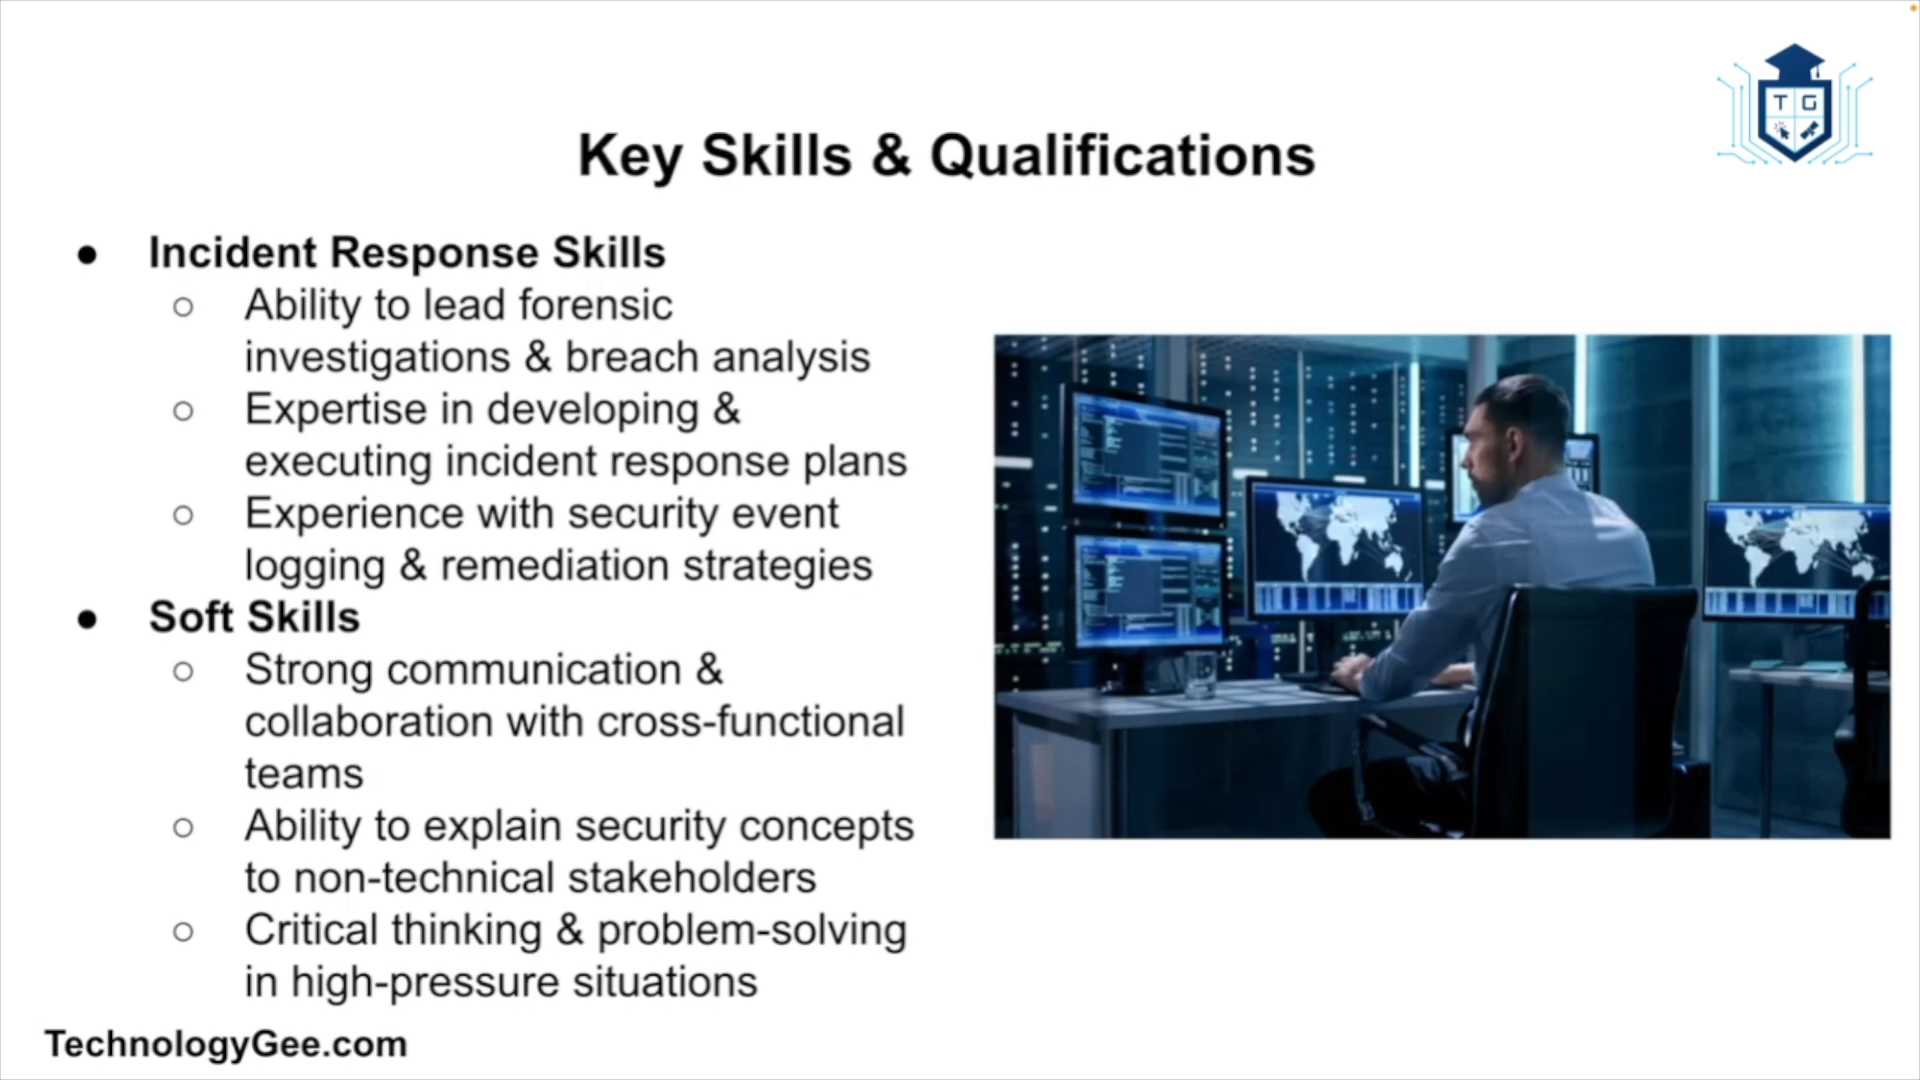 T G
Key Skills & Qualifications
● Incident Response Skills
○ Ability to lead forensic
investigations & breach analysis
○ Expertise in developing &
executing incident response plans
○ Experience with security event
logging & remediation strategies
● Soft Skills
○ Strong communication &
collaboration with cross-functional
teams
○ Ability to explain security concepts
to non-technical stakeholders
○ Critical thinking & problem-solving
in high-pressure situations
TechnologyGee.com